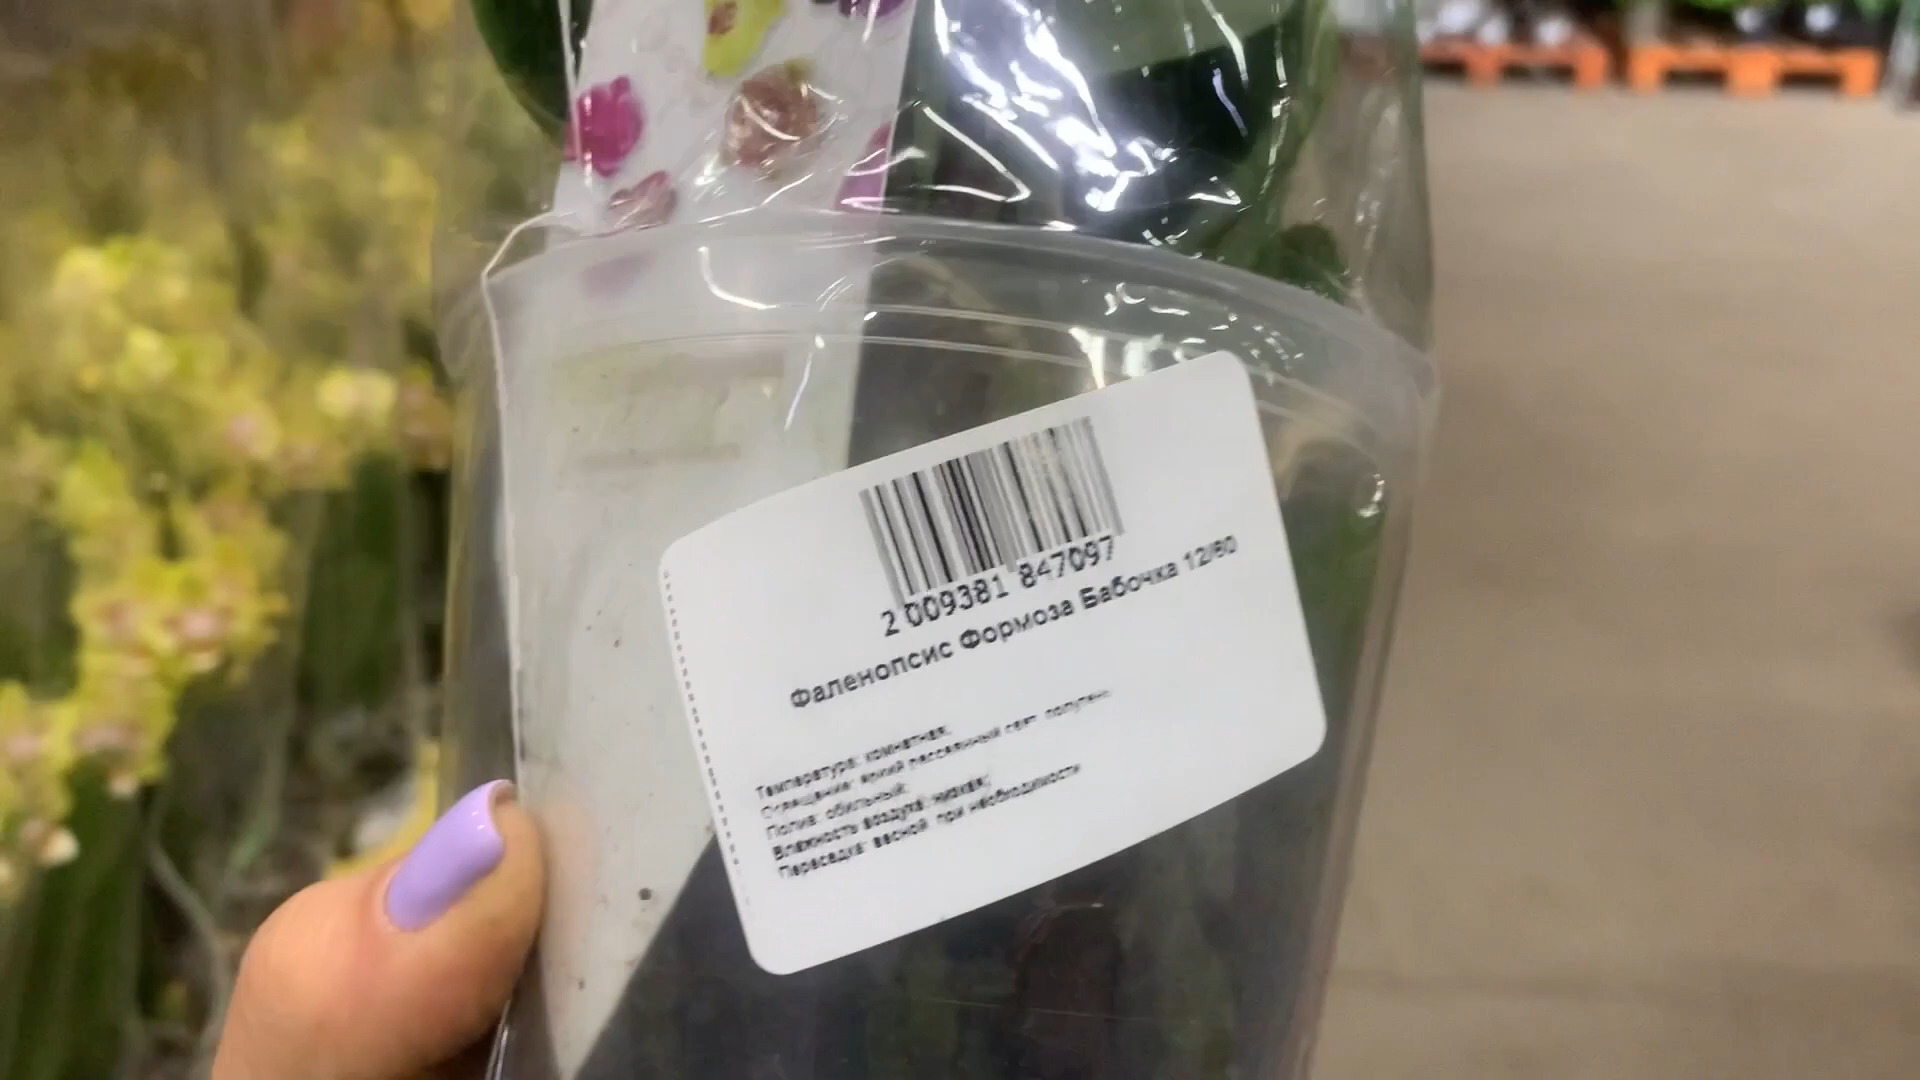 2 009381 847097
Фаленопсис Формоза Бабочка 12/60
Температура: комнатная;
Освещение: яркий рассеянный свет, полутень
Полив: обильный;
Влажность воздуха: низкая;
Пересадка: весной, при необходимости